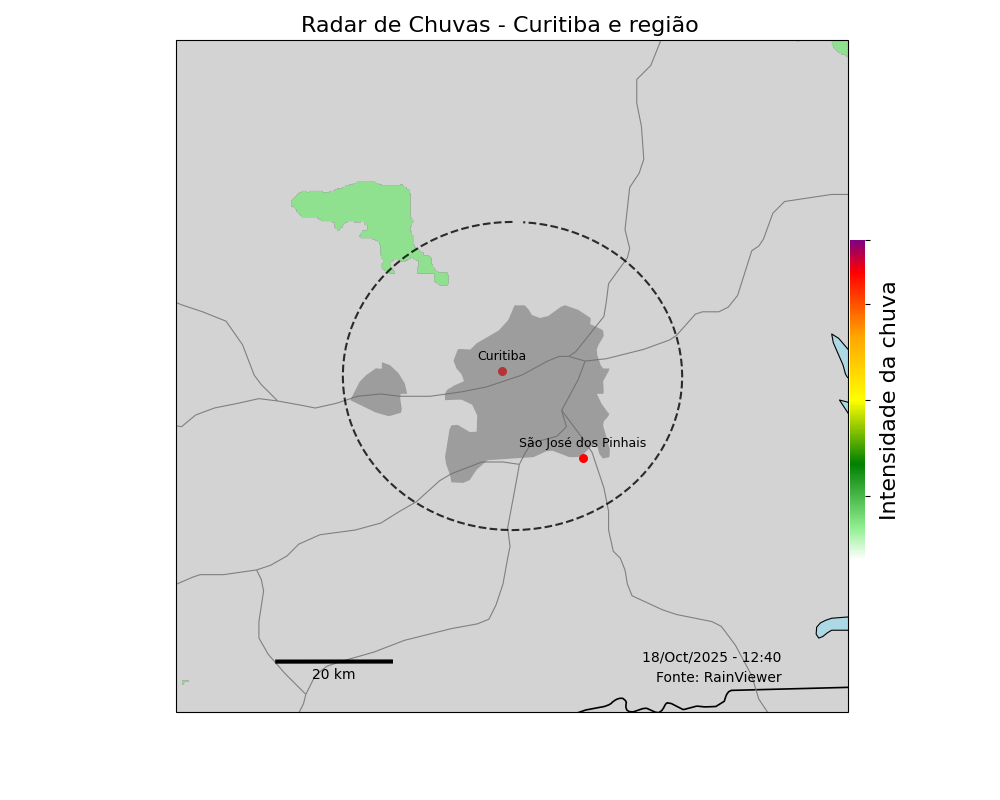 Radar de Chuvas - Curitiba e região
Curitiba
São José dos Pinhais
Intensidade da chuva
18/Oct/2025 - 12:40
Fonte: RainViewer
20 km